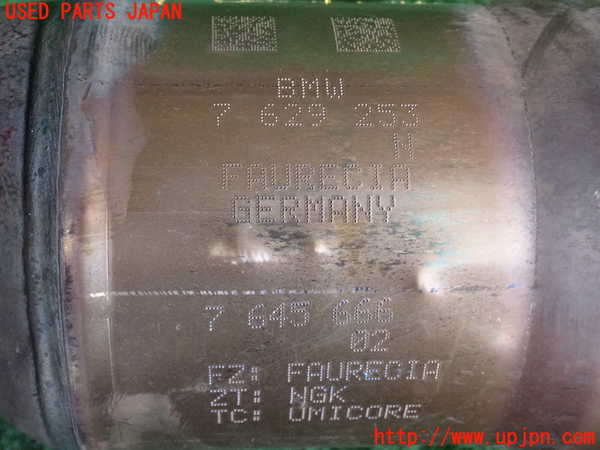 USED PARTS JAPAN
BMW
7 629 253
N
FAURECIA
GERMANY
7 645 666
02
FZ: FAURECIA
ZT: NGK
TC: UMICORE
http://www.upjpn.com/